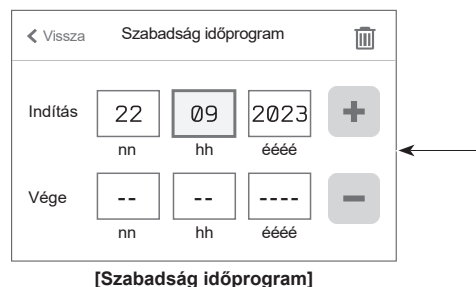 Vissza Szabadság időprogram
Indítás 22 09 2023
nn hh éééé
Vége -- -- ----
nn hh éééé
[Szabadság időprogram]